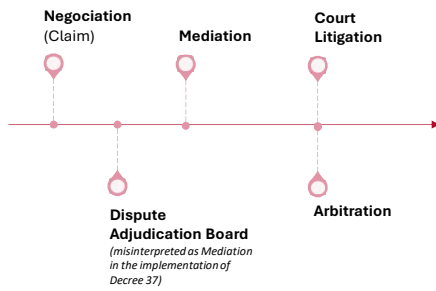 Negociation
(Claim)
Mediation
Court
Litigation
Dispute
Adjudication Board
(misinterpreted as Mediation
in the implementation of
Decree 37)
Arbitration